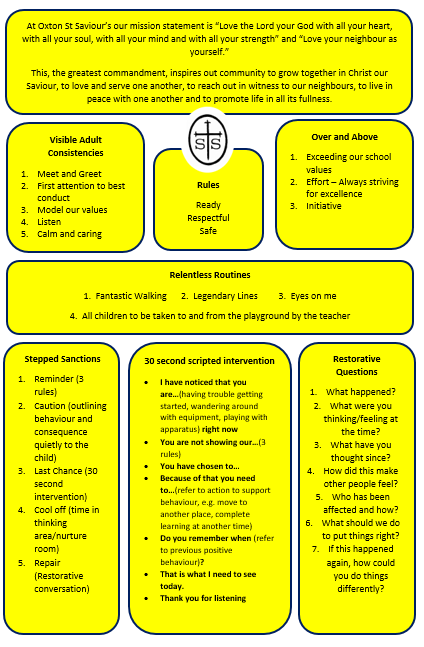 At Oxton St Saviour's our mission statement is "Love the Lord your God with all your heart,
with all your soul, with all your mind and with all your strength" and "Love your neighbour as
yourself."
This, the greatest commandment, inspires out community to grow together in Christ our
Saviour, to love and serve one another, to reach out in witness to our neighbours, to live in
peace with one another and to promote life in all its fullness.
Visible Adult
Consistencies
1. Meet and Greet
2. First attention to best
conduct
3. Model our values
4. Listen
5. Calm and caring
S S
Rules
Ready
Respectful
Safe
Over and Above
1. Exceeding our school
values
2. Effort – Always striving
for excellence
3. Initiative
Relentless Routines
1. Fantastic Walking 2. Legendary Lines 3. Eyes on me
4. All children to be taken to and from the playground by the teacher
Stepped Sanctions
1. Reminder (3
rules)
2. Caution (outlining
behaviour and
consequence
quietly to the
child)
3. Last Chance (30
second
intervention)
4. Cool off (time in
thinking
area/nurture
room)
5. Repair
(Restorative
conversation)
30 second scripted intervention
• I have noticed that you
are...(having trouble getting
started, wandering around
with equipment, playing with
apparatus) right now
• You are not showing our...(3
rules)
• You have chosen to...
• Because of that you need
to...(refer to action to support
behaviour, e.g. move to
another place, complete
learning at another time)
• Do you remember when (refer
to previous positive
behaviour)?
• That is what I need to see
today.
• Thank you for listening
Restorative
Questions
1. What happened?
2. What were you
thinking/feeling at
the time?
3. What have you
thought since?
4. How did this make
other people feel?
5. Who has been
affected and how?
6. What should we do
to put things right?
7. If this happened
again, how could
you do things
differently?